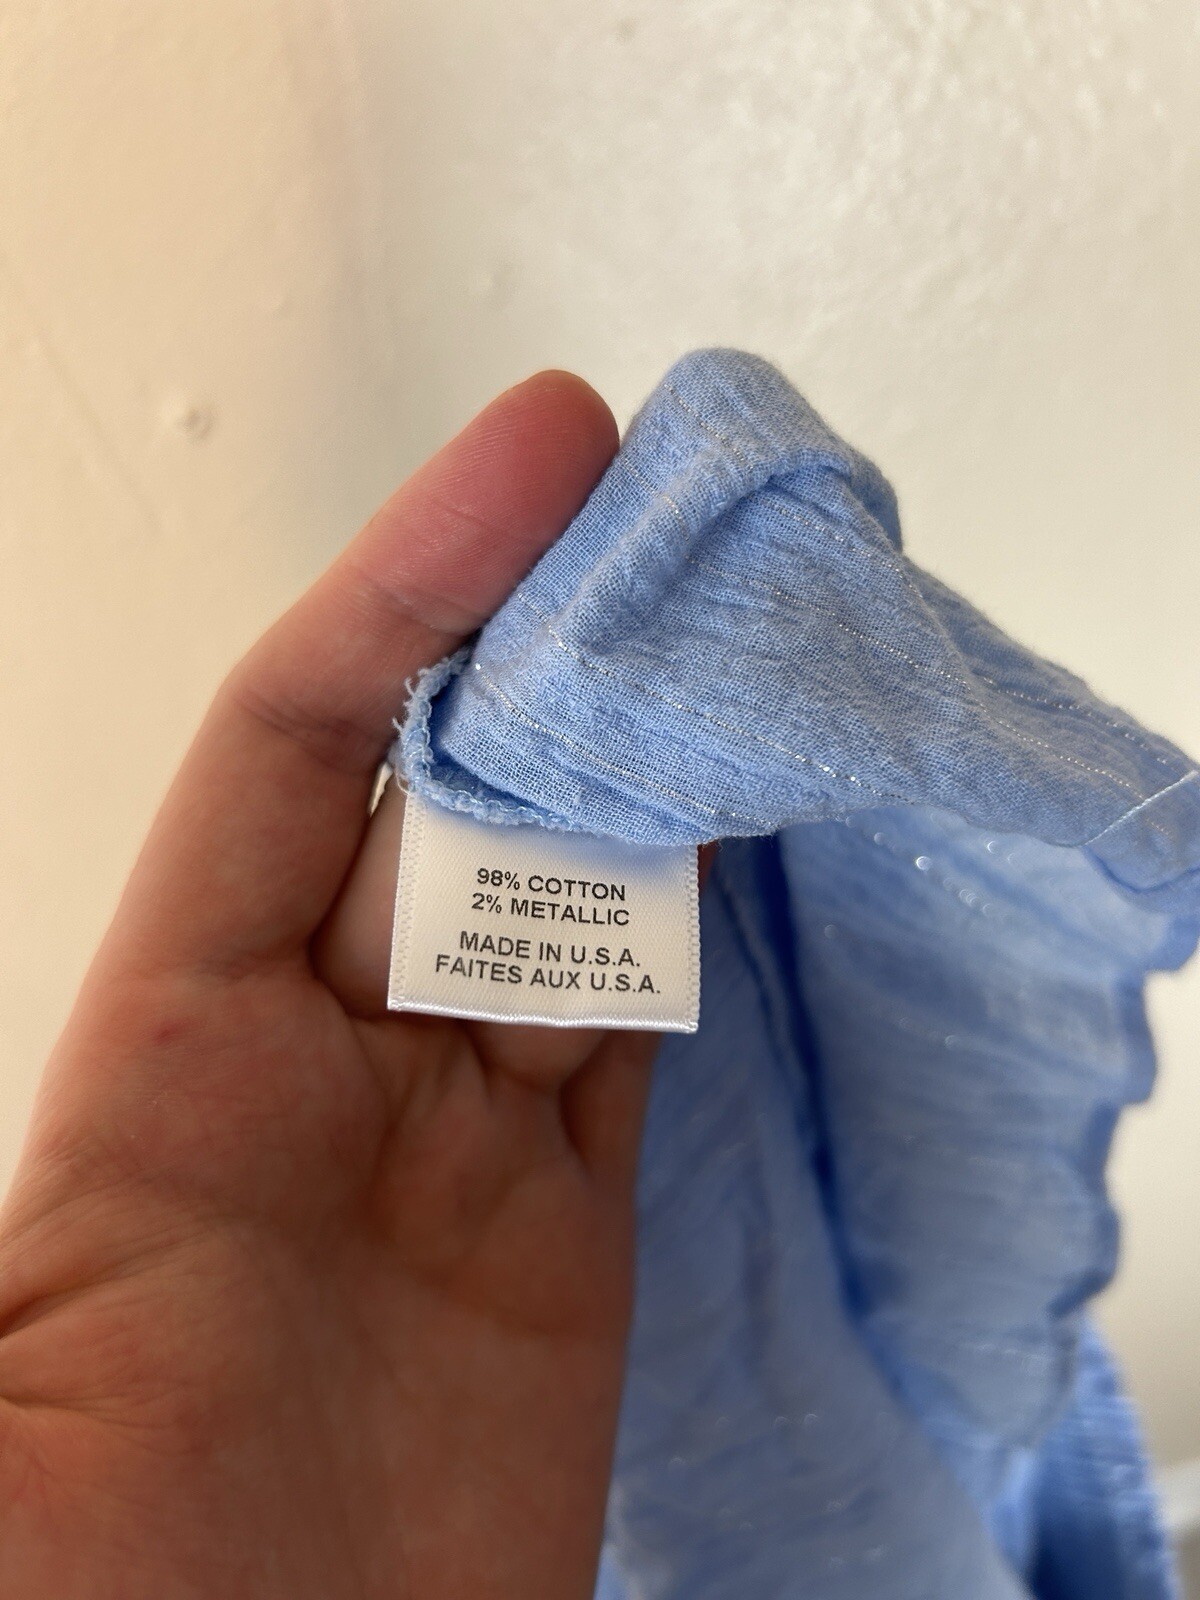 98% COTTON
2% METALLIC
MADE IN U.S.A.
FAITES AUX U.S.A.